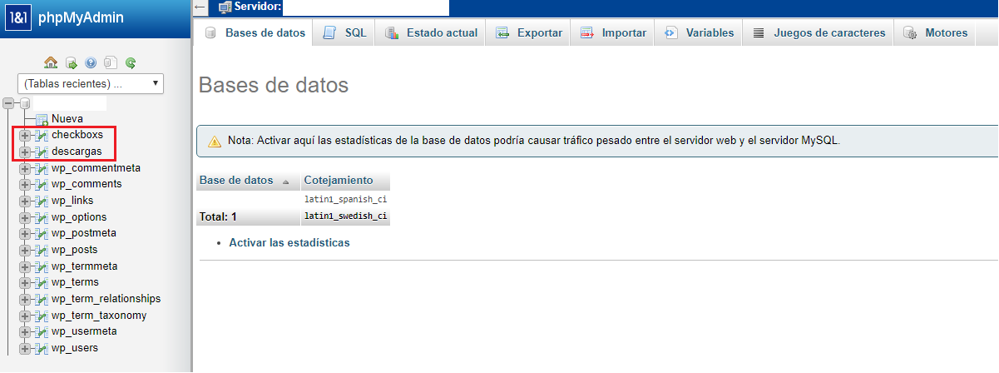 1&1 phpMyAdmin
Servidor:
Bases de datos
SQL
Estado actual
Exportar
Importar
Variables
Juegos de caracteres
Motores
(Tablas recientes) ...
Nueva
checkboxs
descargas
wp_commentmeta
wp_comments
wp_links
wp_options
wp_postmeta
wp_posts
wp_termmeta
wp_terms
wp_term_relationships
wp_term_taxonomy
wp_usermeta
wp_users
Bases de datos
Nota: Activar aquí las estadísticas de la base de datos podría causar tráfico pesado entre el servidor web y el servidor MySQL.
Base de datos Cotejamiento
latin1_spanish_ci
Total: 1 latin1_swedish_ci
Activar las estadísticas